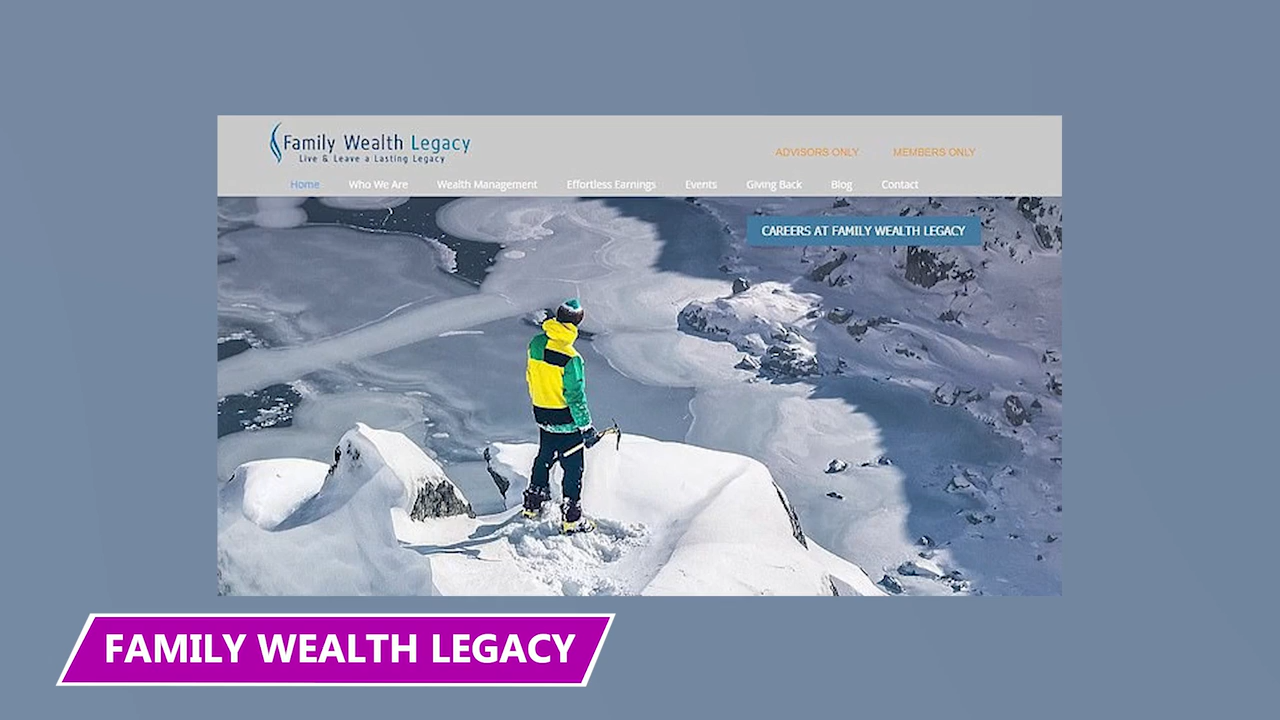 Family Wealth Legacy
Live & Leave a Lasting Legacy
ADVISORS ONLY MEMBERS ONLY
Home Who We Are Wealth Management Effortless Earnings Events Giving Back Blog Contact
CAREERS AT FAMILY WEALTH LEGACY
FAMILY WEALTH LEGACY